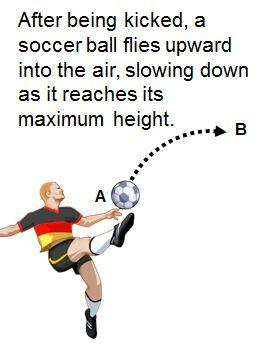 After being kicked, a
soccer ball flies upward
into the air, slowing down
as it reaches its
maximum height.
B
A